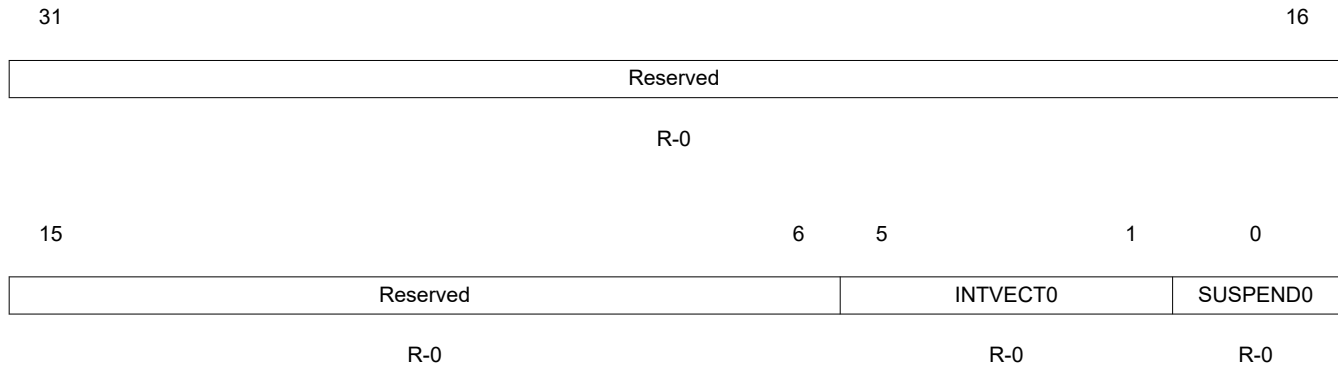 31 16
Reserved
R-0
15 6 5 1 0
Reserved INTVECT0 SUSPEND0
R-0 R-0 R-0